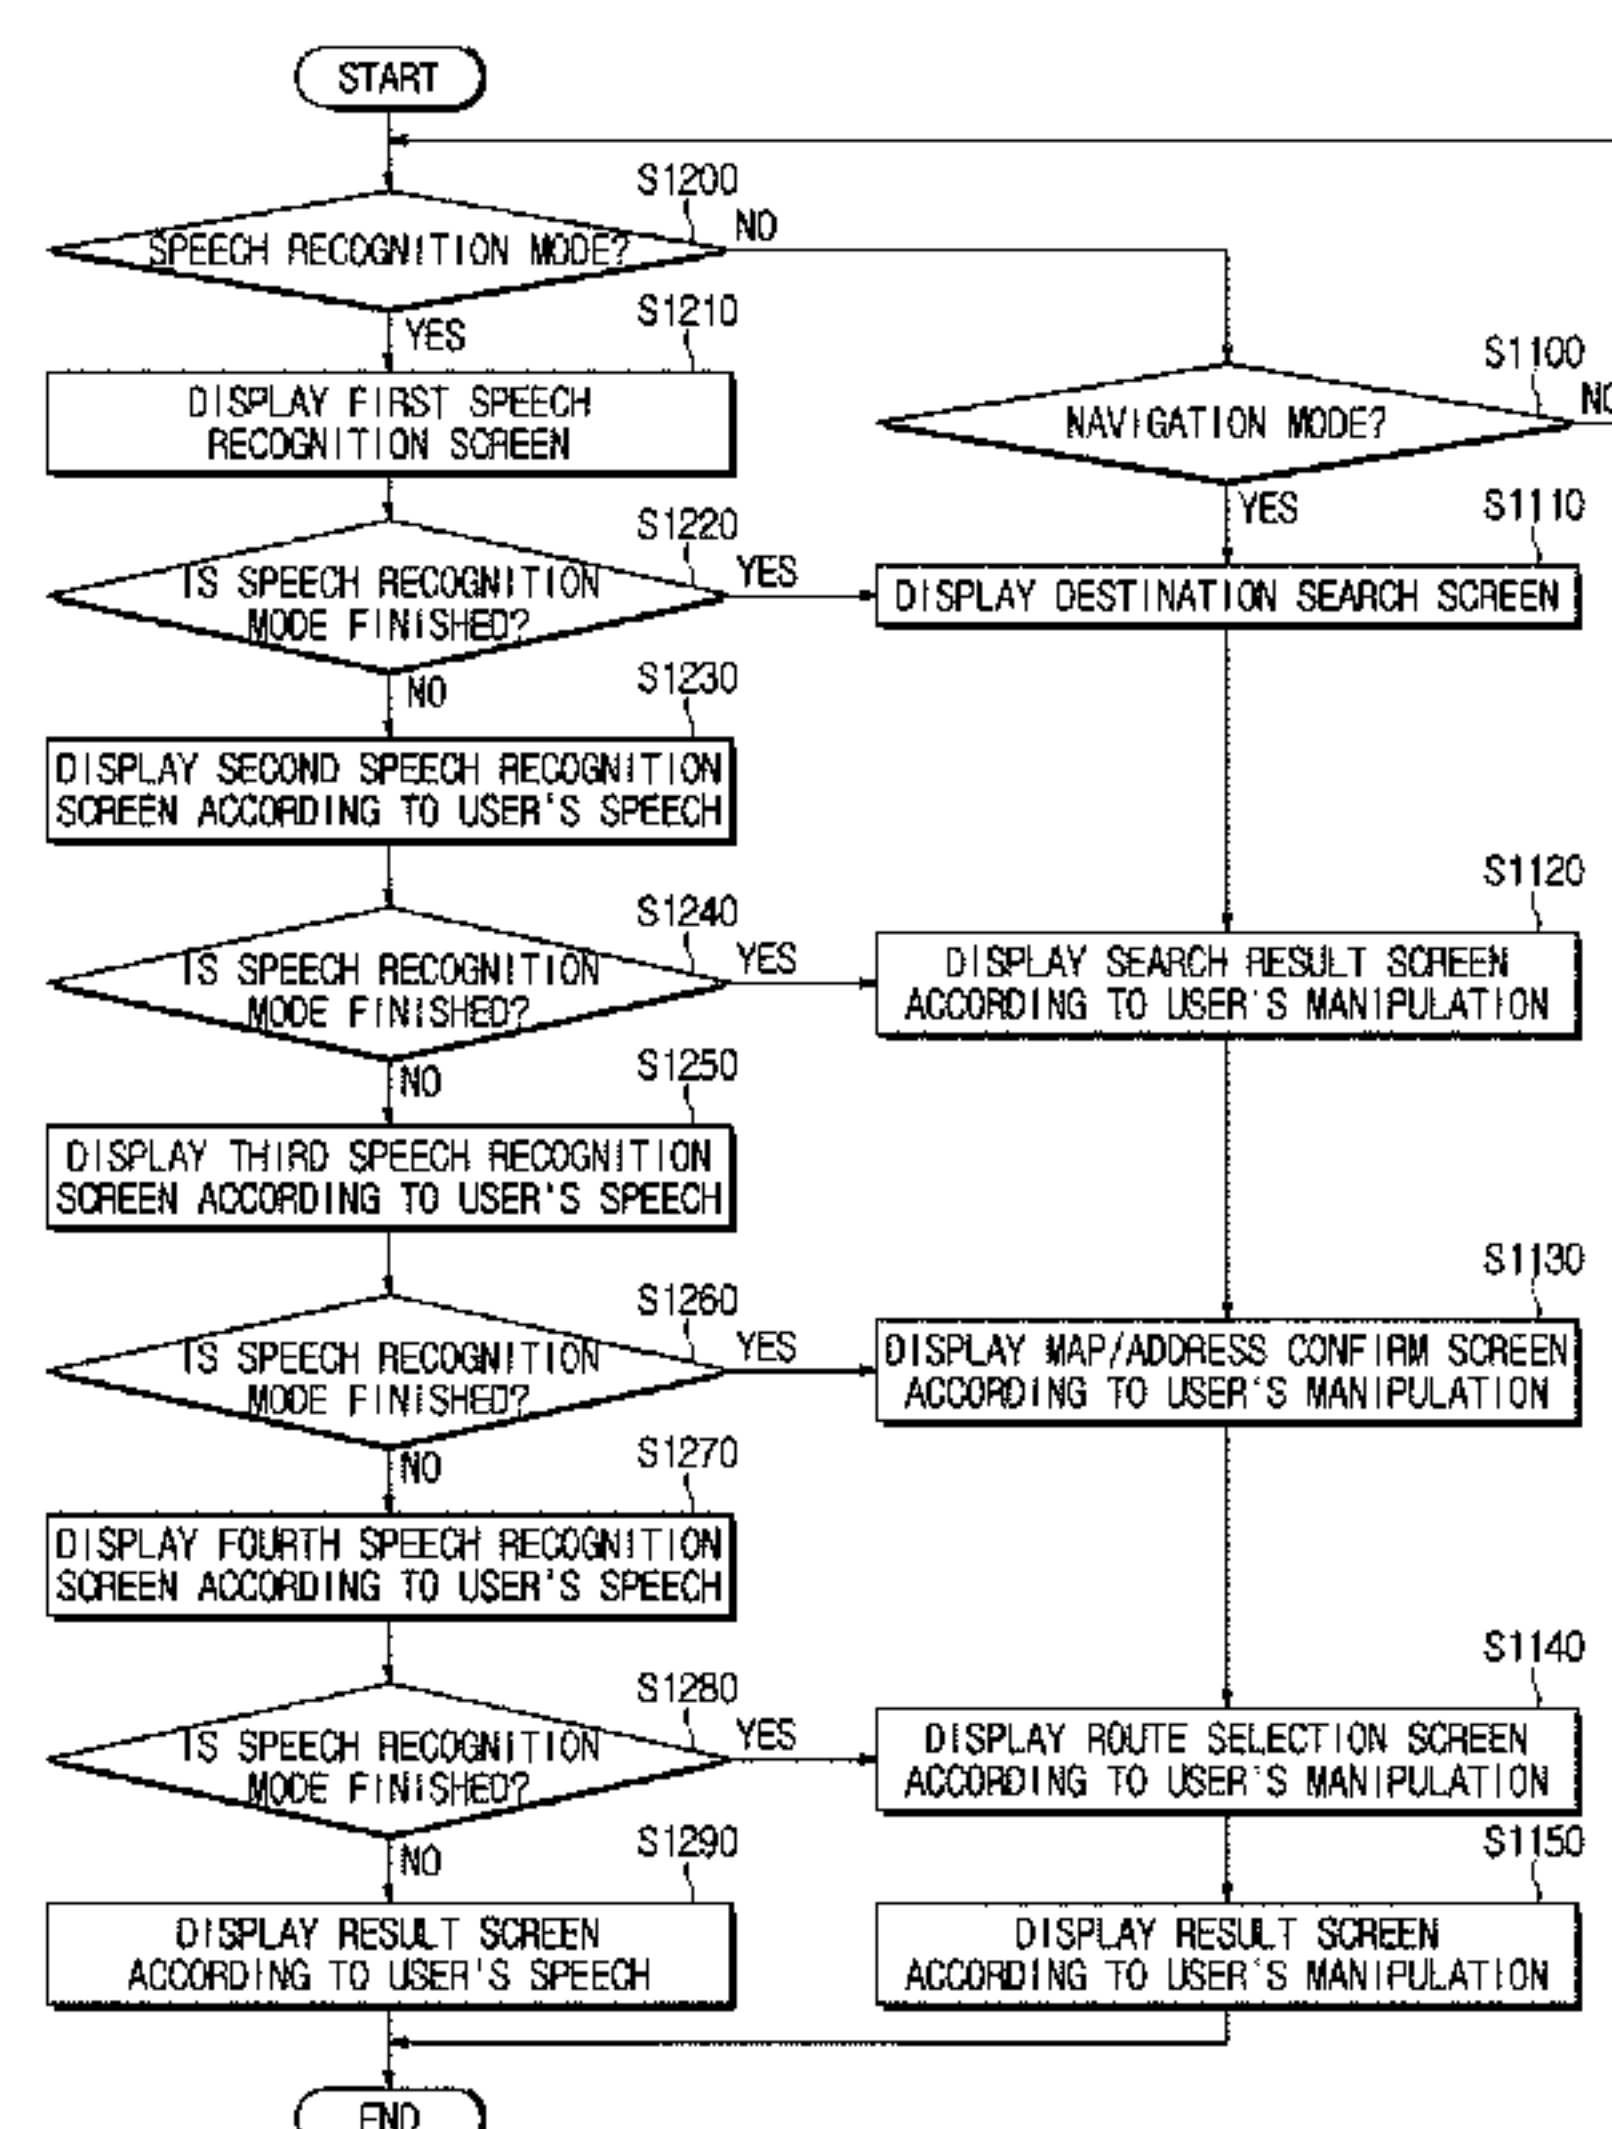 START
S1200
SPEECH RECOGNITION MODE?
NO
YES
S1210
DISPLAY FIRST SPEECH
RECOGNITION SCREEN
S1100
NAVIGATION MODE?
NO
YES
S1220
IS SPEECH RECOGNITION
MODE FINISHED?
YES
NO
S1110
DISPLAY DESTINATION SEARCH SCREEN
S1230
DISPLAY SECOND SPEECH RECOGNITION
SCREEN ACCORDING TO USER'S SPEECH
S1240
IS SPEECH RECOGNITION
MODE FINISHED?
YES
NO
S1120
DISPLAY SEARCH RESULT SCREEN
ACCORDING TO USER'S MANIPULATION
S1250
DISPLAY THIRD SPEECH RECOGNITION
SCREEN ACCORDING TO USER'S SPEECH
S1260
IS SPEECH RECOGNITION
MODE FINISHED?
YES
NO
S1130
DISPLAY MAP/ADDRESS CONFIRM SCREEN
ACCORDING TO USER'S MANIPULATION
S1270
DISPLAY FOURTH SPEECH RECOGNITION
SCREEN ACCORDING TO USER'S SPEECH
S1280
IS SPEECH RECOGNITION
MODE FINISHED?
YES
NO
S1140
DISPLAY ROUTE SELECTION SCREEN
ACCORDING TO USER'S MANIPULATION
S1290
DISPLAY RESULT SCREEN
ACCORDING TO USER'S SPEECH
S1150
DISPLAY RESULT SCREEN
ACCORDING TO USER'S MANIPULATION
END